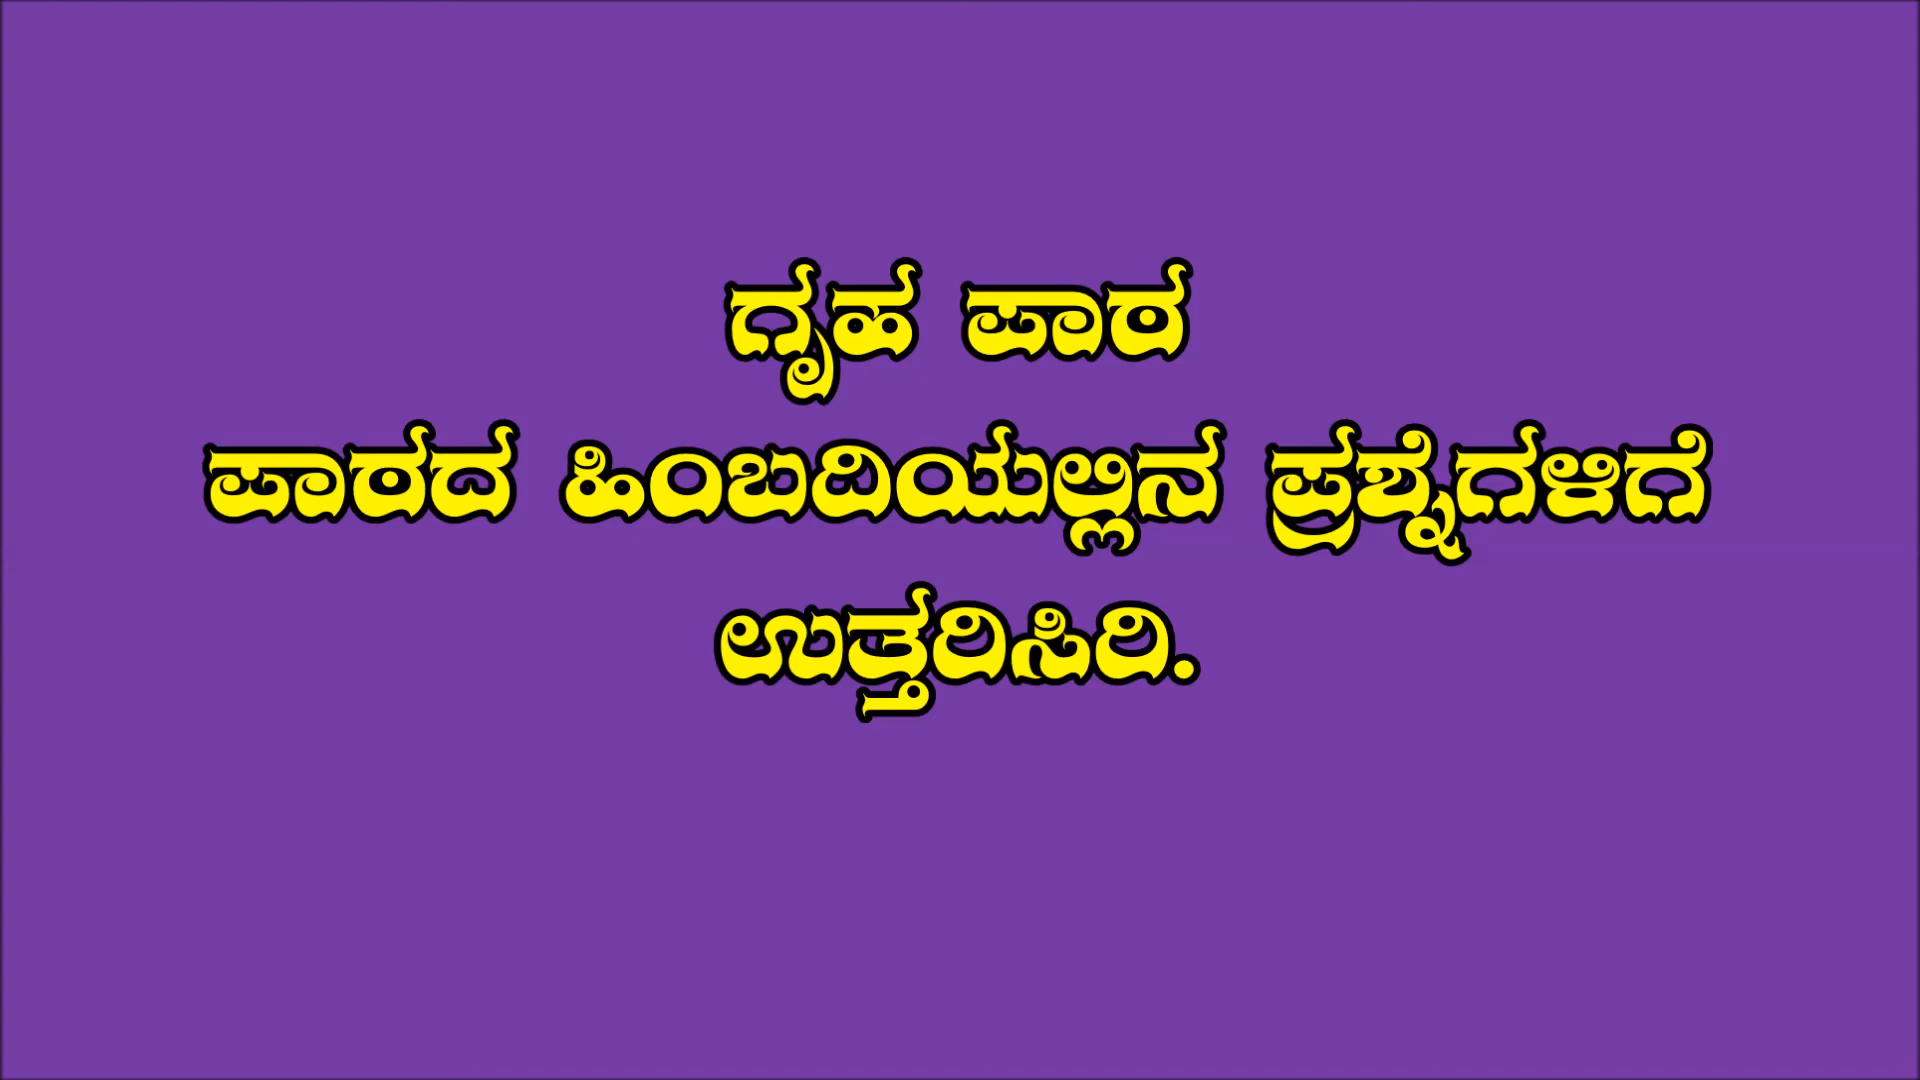 ಗೃಹ ಪಾಠ
ಪಾಠದ ಹಿಂಬದಿಯಲ್ಲಿನ ಪ್ರಶ್ನೆಗಳಿಗೆ
ಉತ್ತರಿಸಿರಿ.